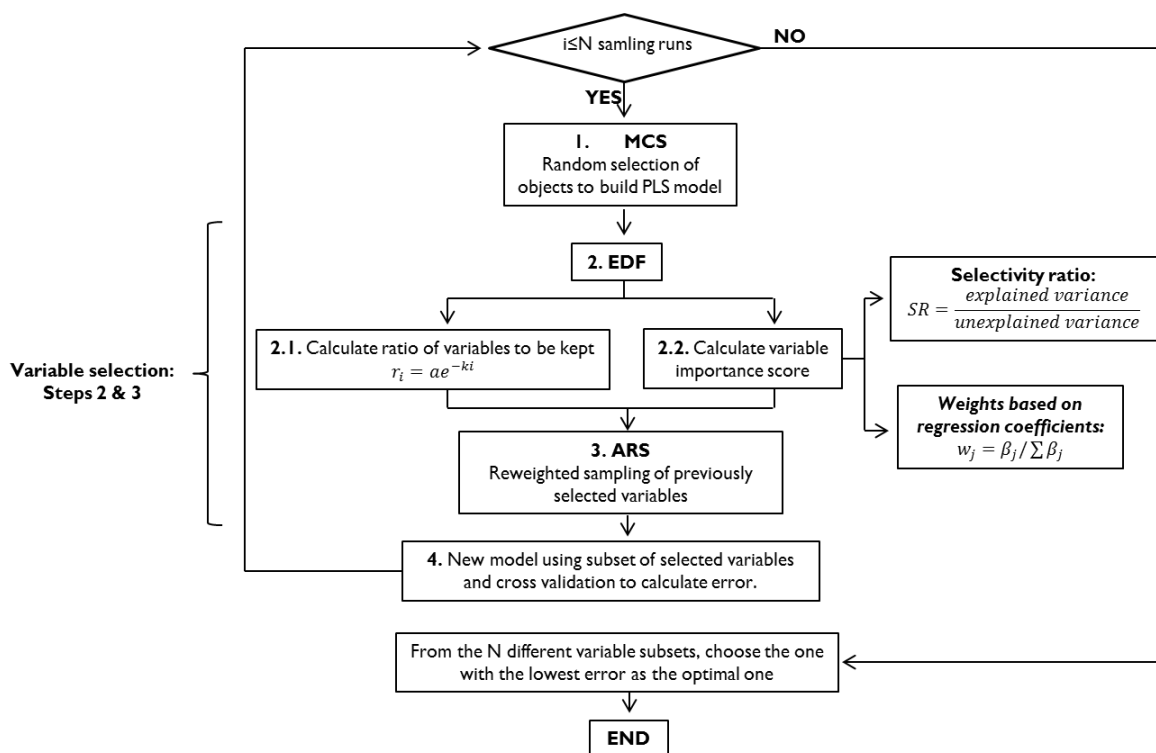 i≤N samling runs
NO
YES
1. MCS
Random selection of
objects to build PLS model
2. EDF
2.1. Calculate ratio of variables to be kept
r_i = ae^{-ki}
2.2. Calculate variable
importance score
Selectivity ratio:
SR = explained variance / unexplained variance
Weights based on
regression coefficients:
w_j = β_j / ∑ β_j
Variable selection:
Steps 2 & 3
3. ARS
Reweighted sampling of previously
selected variables
4. New model using subset of selected variables
and cross validation to calculate error.
From the N different variable subsets, choose the one
with the lowest error as the optimal one
END